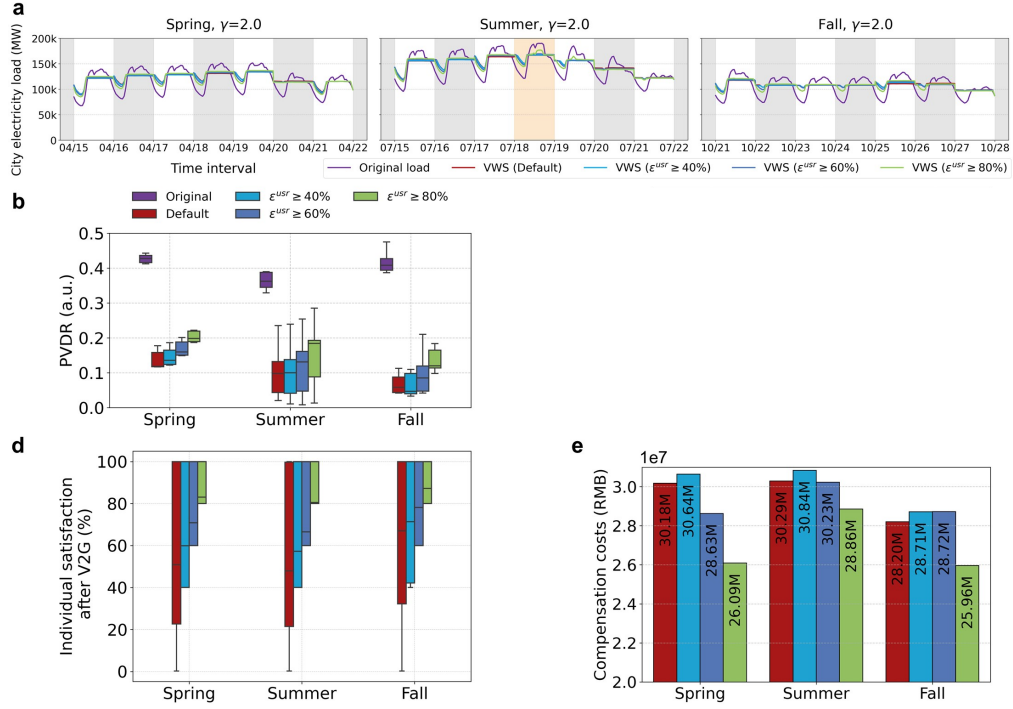 a
Spring, γ=2.0
Summer, γ=2.0
Fall, γ=2.0
City electricity load (MW)
200k
150k
100k
50k
0
04/15 04/16 04/17 04/18 04/19 04/20 04/21 04/22
07/15 07/16 07/17 07/18 07/19 07/20 07/21 07/22
10/21 10/22 10/23 10/24 10/25 10/26 10/27 10/28
Time interval
Original load
VWS (Default)
VWS (ε^usr ≥ 40%)
VWS (ε^usr ≥ 60%)
VWS (ε^usr ≥ 80%)
b
Original
ε^usr ≥ 40%
ε^usr ≥ 80%
Default
ε^usr ≥ 60%
PVDR (a.u.)
0.5
0.4
0.3
0.2
0.1
0.0
Spring Summer Fall
d
Individual satisfaction
after V2G (%)
100
80
60
40
20
0
Spring Summer Fall
e
1e7
Compensation costs (RMB)
3.0
2.8
2.6
2.4
2.2
2.0
30.18M
30.64M
28.63M
26.09M
30.29M
30.84M
30.23M
28.86M
28.20M
28.71M
28.72M
25.96M
Spring Summer Fall